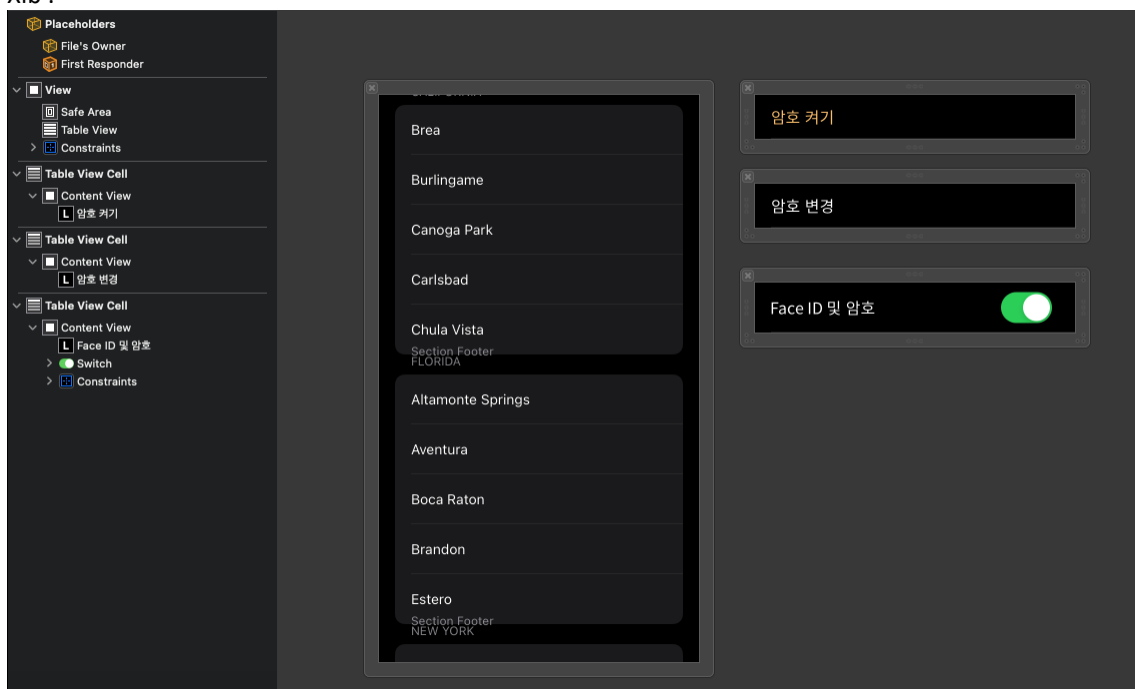 Placeholders
File's Owner
First Responder
View
Safe Area
Table View
Constraints
Table View Cell
Content View
L 암호 켜기
Table View Cell
Content View
L 암호 변경
Table View Cell
Content View
L Face ID 및 암호
Switch
Constraints
Brea
Burlingame
Canoga Park
Carlsbad
Chula Vista
Section Footer
FLORIDA
Altamonte Springs
Aventura
Boca Raton
Brandon
Estero
Section Footer
NEW YORK
암호 켜기
암호 변경
Face ID 및 암호